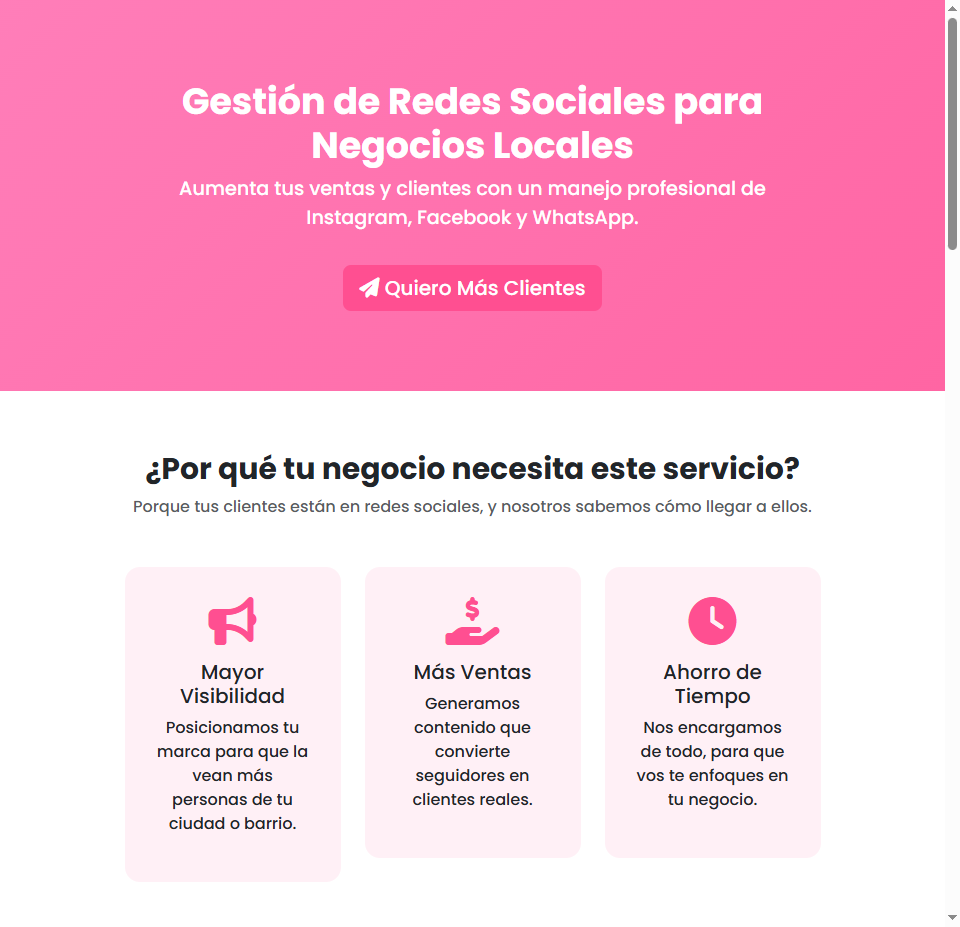 Gestión de Redes Sociales para
Negocios Locales
Aumenta tus ventas y clientes con un manejo profesional de
Instagram, Facebook y WhatsApp.
Quiero Más Clientes
¿Por qué tu negocio necesita este servicio?
Porque tus clientes están en redes sociales, y nosotros sabemos cómo llegar a ellos.
Mayor
Visibilidad
Posicionamos tu
marca para que la
vean más
personas de tu
ciudad o barrio.
$
Más Ventas
Generamos
contenido que
convierte
seguidores en
clientes reales.
Ahorro de
Tiempo
Nos encargamos
de todo, para que
vos te enfoques en
tu negocio.